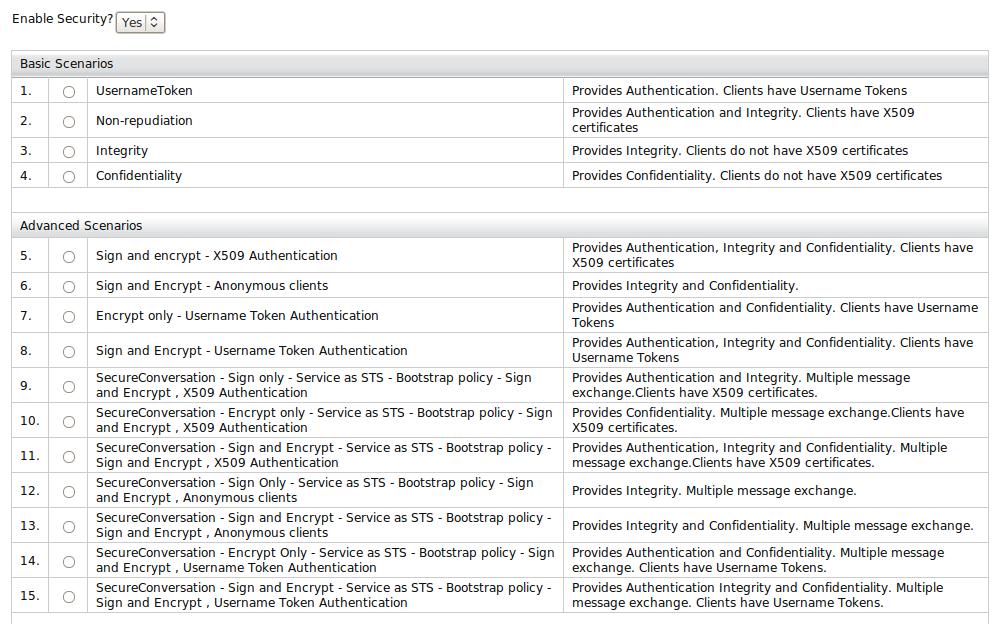 Enable Security? Yes
Basic Scenarios
1. UsernameToken Provides Authentication. Clients have Username Tokens
2. Non-repudiation Provides Authentication and Integrity. Clients have X509
certificates
3. Integrity Provides Integrity. Clients do not have X509 certificates
4. Confidentiality Provides Confidentiality. Clients do not have X509 certificates
Advanced Scenarios
5. Sign and encrypt - X509 Authentication Provides Authentication, Integrity and Confidentiality. Clients have
X509 certificates
6. Sign and Encrypt - Anonymous clients Provides Integrity and Confidentiality.
7. Encrypt only - Username Token Authentication Provides Authentication and Confidentiality. Clients have Username
Tokens
8. Sign and Encrypt - Username Token Authentication Provides Authentication, Integrity and Confidentiality. Clients have
Username Tokens
9. SecureConversation - Sign only - Service as STS - Bootstrap policy - Sign Provides Authentication and Integrity. Multiple message
and Encrypt , X509 Authentication exchange.Clients have X509 certificates.
10. SecureConversation - Encrypt only - Service as STS - Bootstrap policy - Sign Provides Confidentiality. Multiple message exchange.Clients have
and Encrypt , X509 Authentication X509 certificates.
11. SecureConversation - Sign and Encrypt - Service as STS - Bootstrap policy - Provides Authentication, Integrity and Confidentiality. Multiple
Sign and Encrypt , X509 Authentication message exchange.Clients have X509 certificates.
12. SecureConversation - Sign Only - Service as STS - Bootstrap policy - Sign Provides Integrity. Multiple message exchange.
and Encrypt , Anonymous clients
13. SecureConversation - Sign and Encrypt - Service as STS - Bootstrap policy - Provides Integrity and Confidentiality. Multiple message exchange.
Sign and Encrypt , Anonymous clients
14. SecureConversation - Encrypt Only - Service as STS - Bootstrap policy - Sign Provides Authentication and Confidentiality. Multiple message
and Encrypt , Username Token Authentication exchange. Clients have Username Tokens.
15. SecureConversation - Sign and Encrypt - Service as STS - Bootstrap policy - Provides Authentication Integrity and Confidentiality. Multiple
Sign and Encrypt , Username Token Authentication message exchange. Clients have Username Tokens.